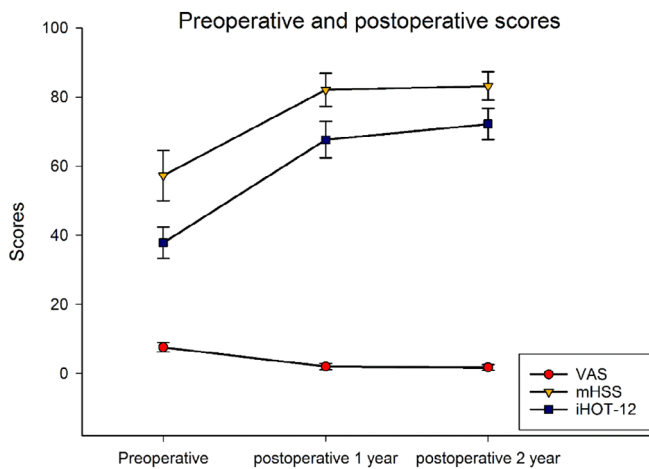 Preoperative and postoperative scores
100
80
60
40
20
0
Scores
Preoperative
postoperative 1 year
postoperative 2 year
VAS
mHSS
iHOT-12